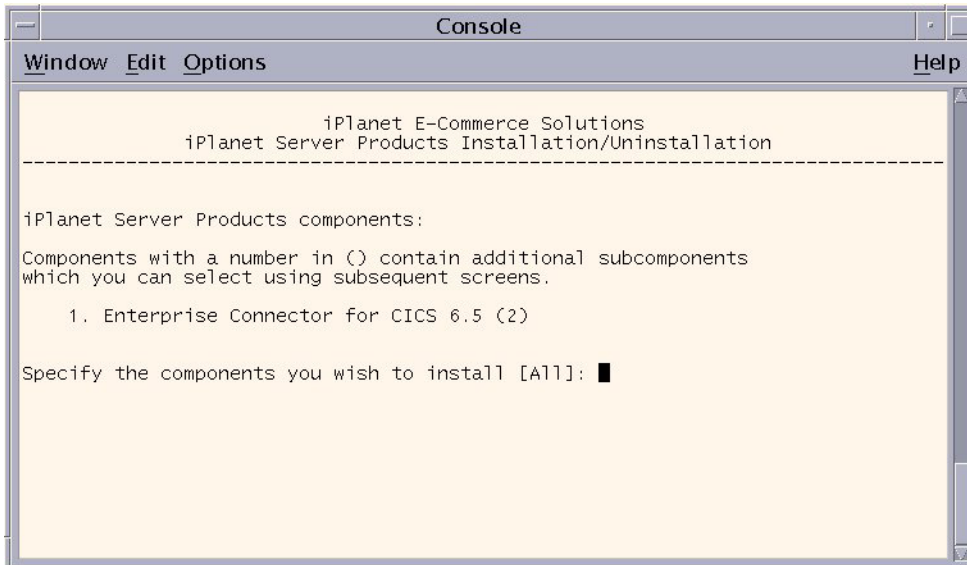 Console
Window Edit Options Help
iPlanet E-Commerce Solutions
iPlanet Server Products Installation/Uninstallation
--------------------------------------------------------------------------------
iPlanet Server Products components:
Components with a number in () contain additional subcomponents
which you can select using subsequent screens.
1. Enterprise Connector for CICS 6.5 (2)
Specify the components you wish to install [All]: